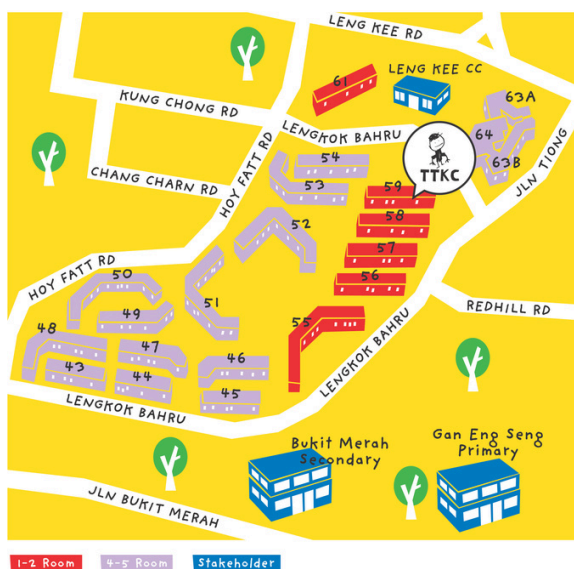 LENG KEE RD
61
LENG KEE CC
63A
KUNG CHONG RD
LENGKOK BAHRU
64
63B
TTKC
JLN TIONG
HOY FATT RD
CHANG CHARN RD
54
53
59
58
52
57
56
HOY FATT RD
50
51
49
48
47
46
43
44
45
55
LENGKOK BAHRU
REDHILL RD
LENGKOK BAHRU
Bukit Merah
Secondary
Gan Eng Seng
Primary
JLN BUKIT MERAH
1-2 Room
4-5 Room
Stakeholder